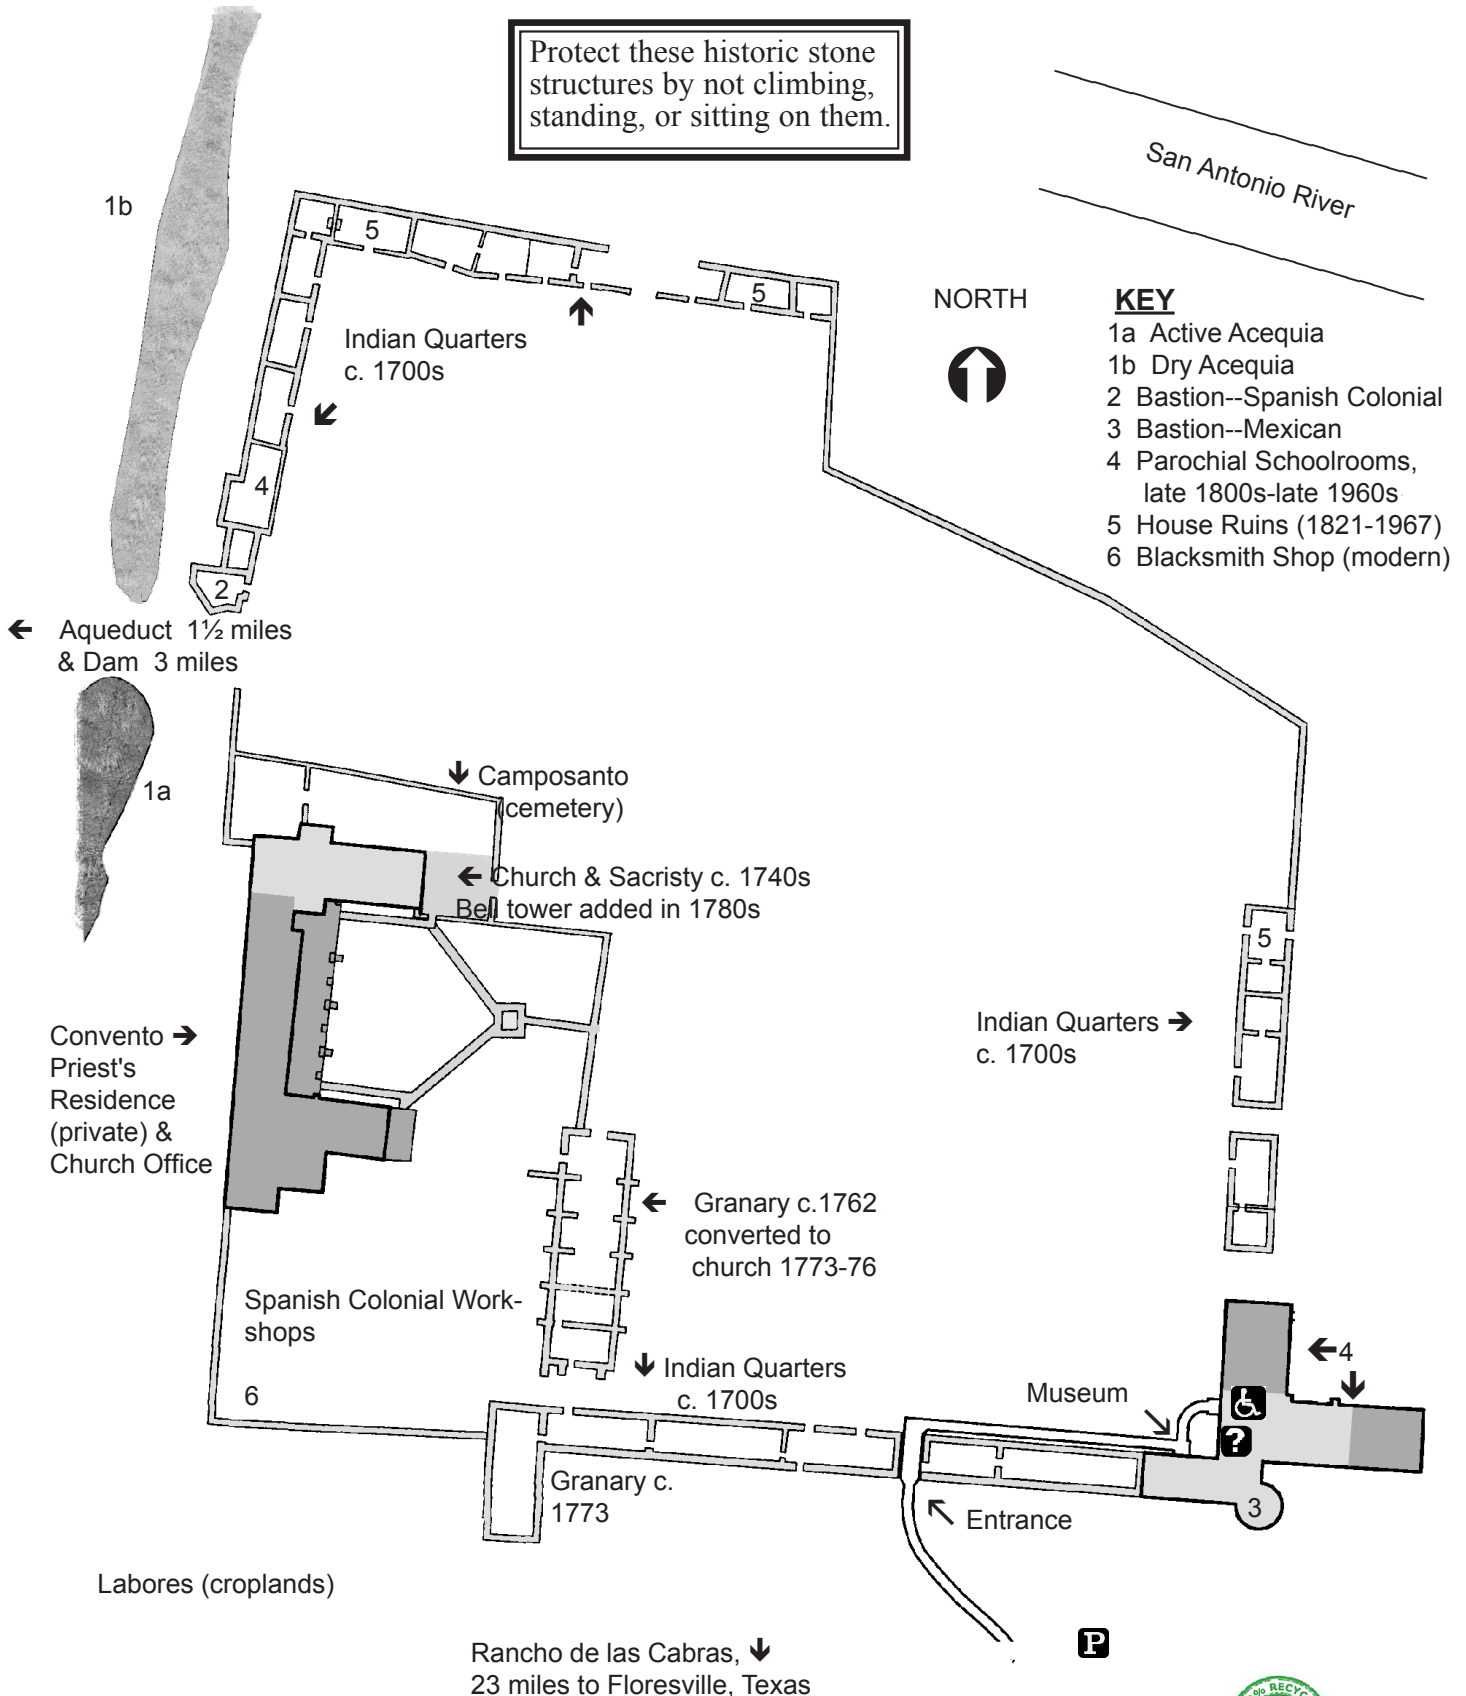 Protect these historic stone
structures by not climbing,
standing, or sitting on them.
San Antonio River
1b
5
5
NORTH
KEY
1a Active Acequia
1b Dry Acequia
2 Bastion--Spanish Colonial
3 Bastion--Mexican
4 Parochial Schoolrooms,
late 1800s-late 1960s
5 House Ruins (1821-1967)
6 Blacksmith Shop (modern)
Indian Quarters
c. 1700s
4
2
Aqueduct 1½ miles
& Dam 3 miles
1a
Camposanto
(cemetery)
Church & Sacristy c. 1740s
Bell tower added in 1780s
5
Indian Quarters
c. 1700s
Convento
Priest's
Residence
(private) &
Church Office
Granary c.1762
converted to
church 1773-76
Spanish Colonial Work-
shops
6
Indian Quarters
c. 1700s
4
Museum
?
Granary c.
1773
3
Entrance
Labores (croplands)
P
Rancho de las Cabras,
23 miles to Floresville, Texas